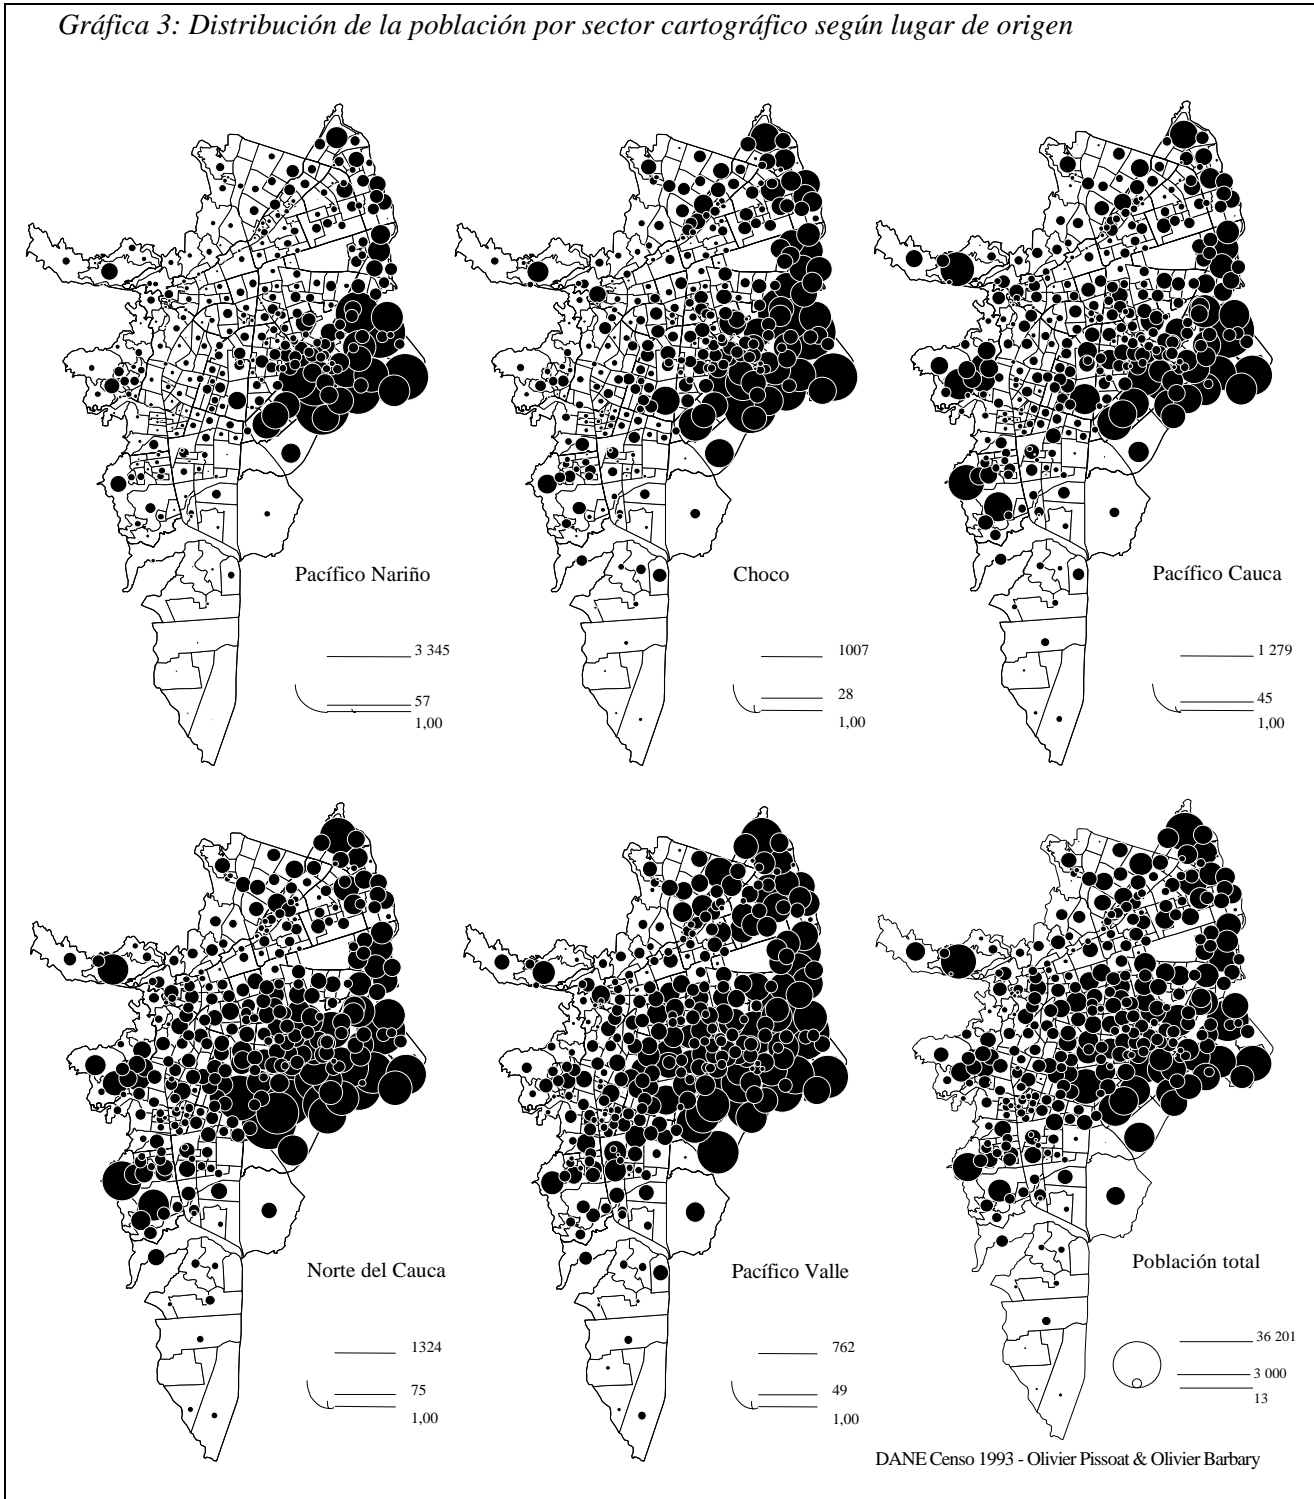 Gráfica 3: Distribución de la población por sector cartográfico según lugar de origen
Pacífico Nariño
3 345
57
1,00
Choco
1007
28
1,00
Pacífico Cauca
1 279
45
1,00
Norte del Cauca
1324
75
1,00
Pacífico Valle
762
49
1,00
Población total
36 201
3 000
13
DANE Censo 1993 - Olivier Pissoat & Olivier Barbary